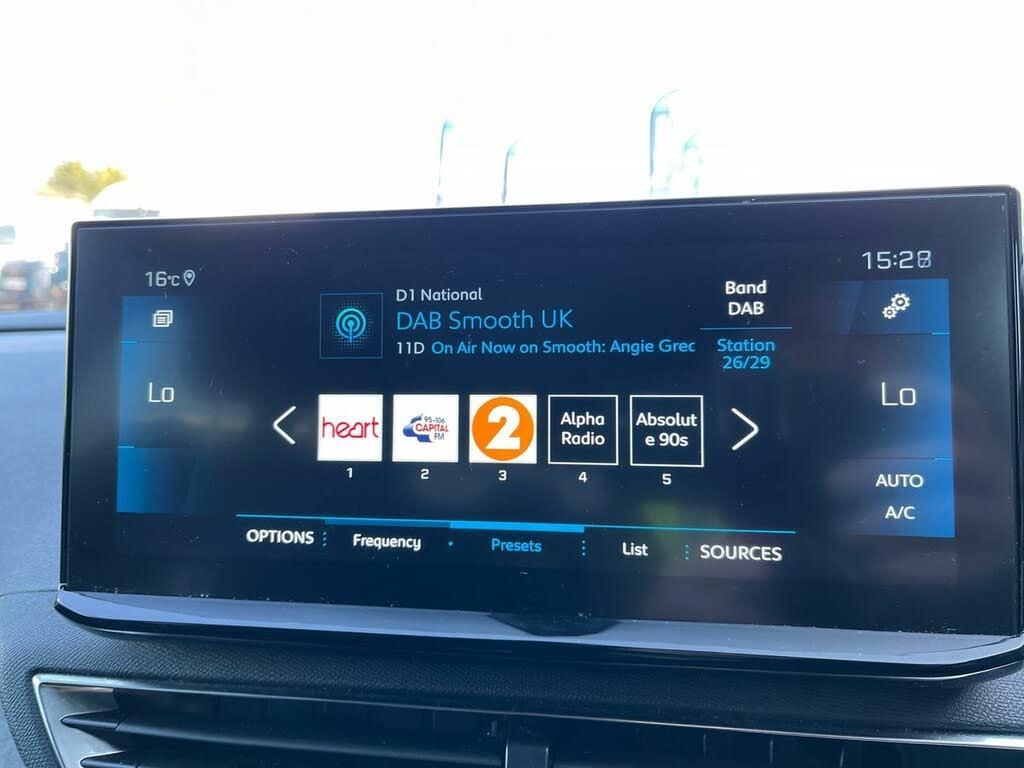 16°C
15:28
D1 National
DAB Smooth UK
11D On Air Now on Smooth: Angie Grec
Band
DAB
Station
26/29
Lo
Lo
heart
95-106
CAPITAL
FM
2
Alpha
Radio
Absolut
e 90s
1
2
3
4
5
AUTO
A/C
OPTIONS
Frequency
Presets
List
SOURCES